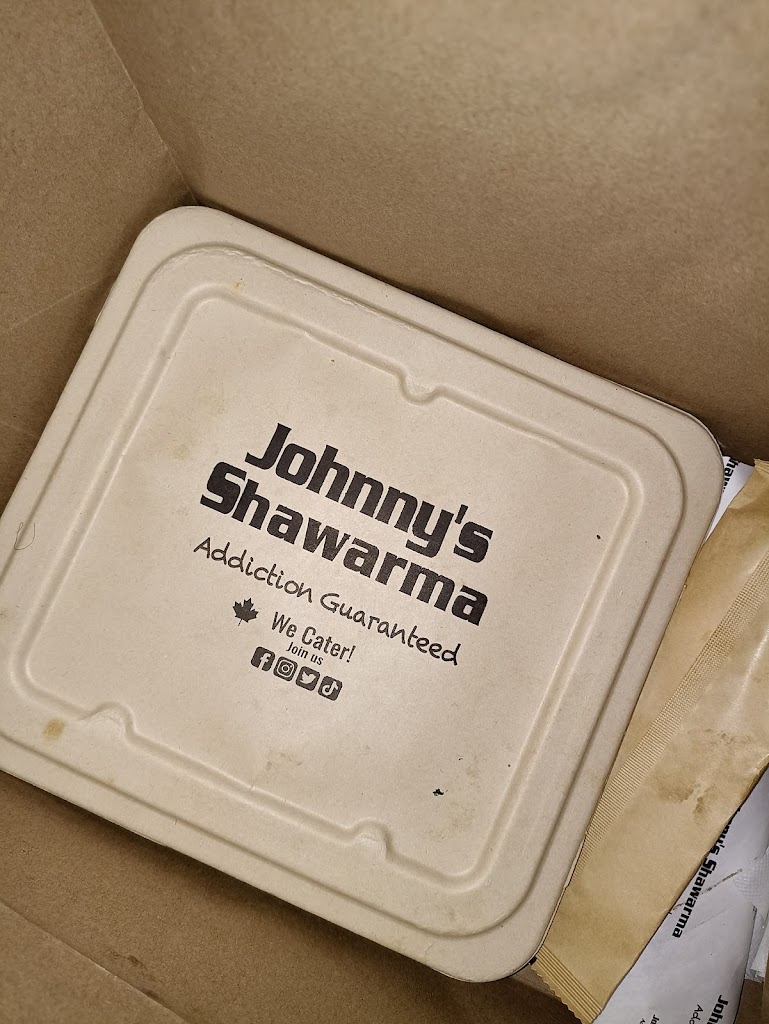 Johnny's
Shawarma
Addiction Guaranteed
We Cater!
Join us
Shawarma